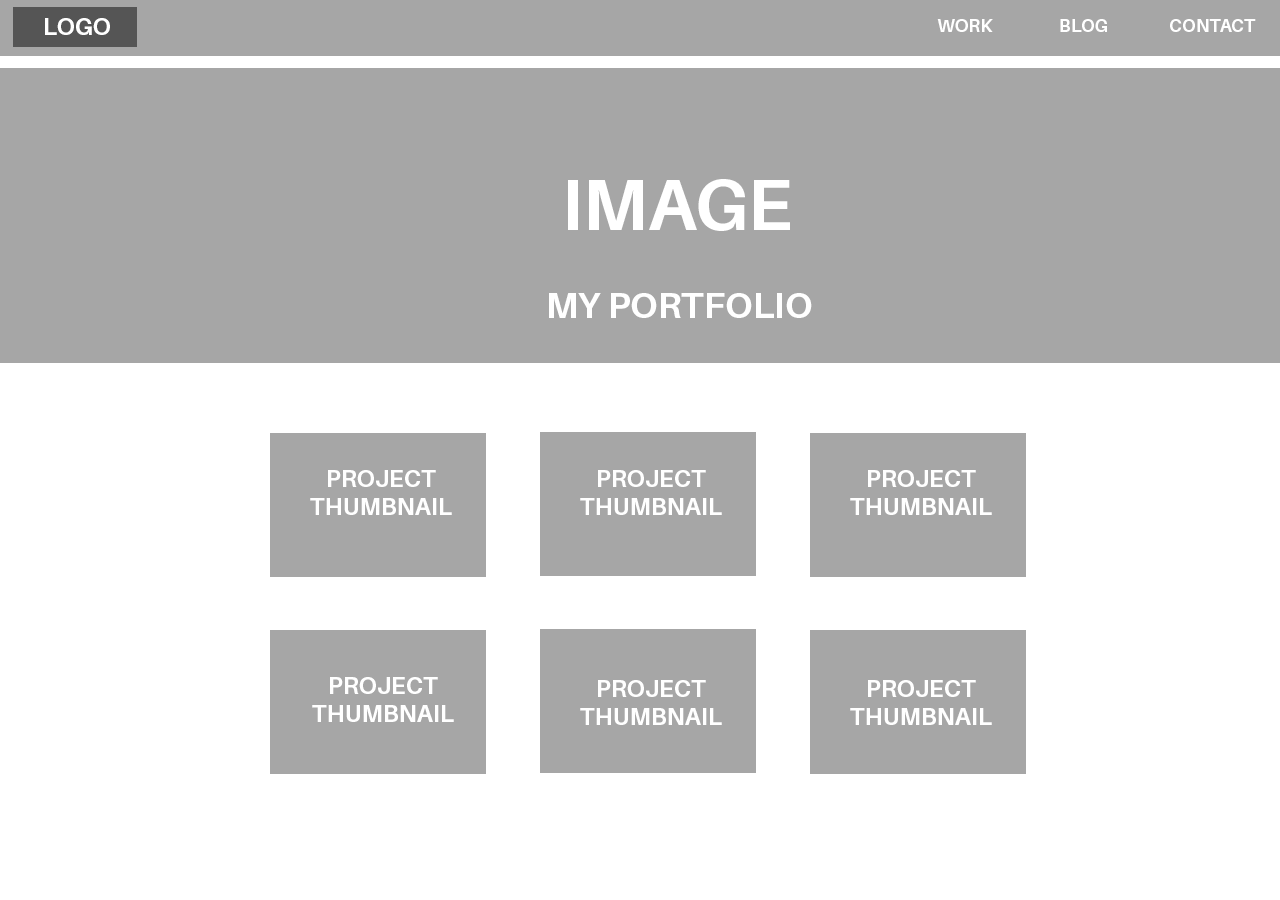 LOGO
WORK
BLOG
CONTACT
IMAGE
MY PORTFOLIO
PROJECT
THUMBNAIL
PROJECT
THUMBNAIL
PROJECT
THUMBNAIL
PROJECT
THUMBNAIL
PROJECT
THUMBNAIL
PROJECT
THUMBNAIL